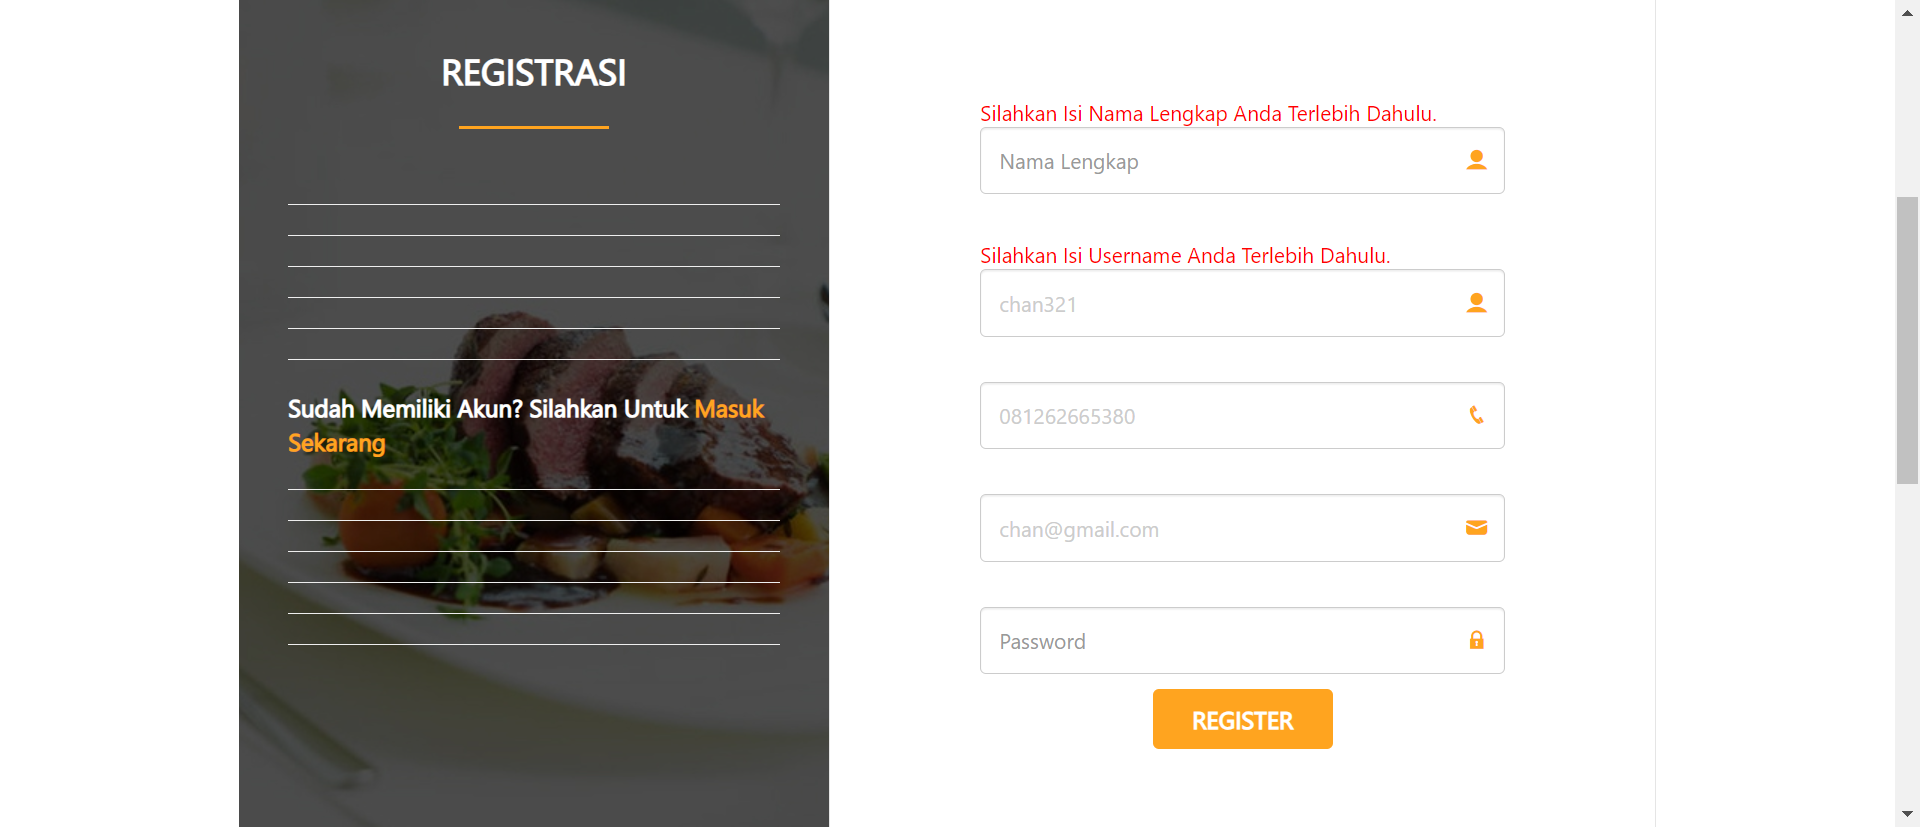 REGISTRASI
Sudah Memiliki Akun? Silahkan Untuk Masuk
Sekarang
Silahkan Isi Nama Lengkap Anda Terlebih Dahulu.
Nama Lengkap
Silahkan Isi Username Anda Terlebih Dahulu.
chan321
081262665380
chan@gmail.com
Password
REGISTER